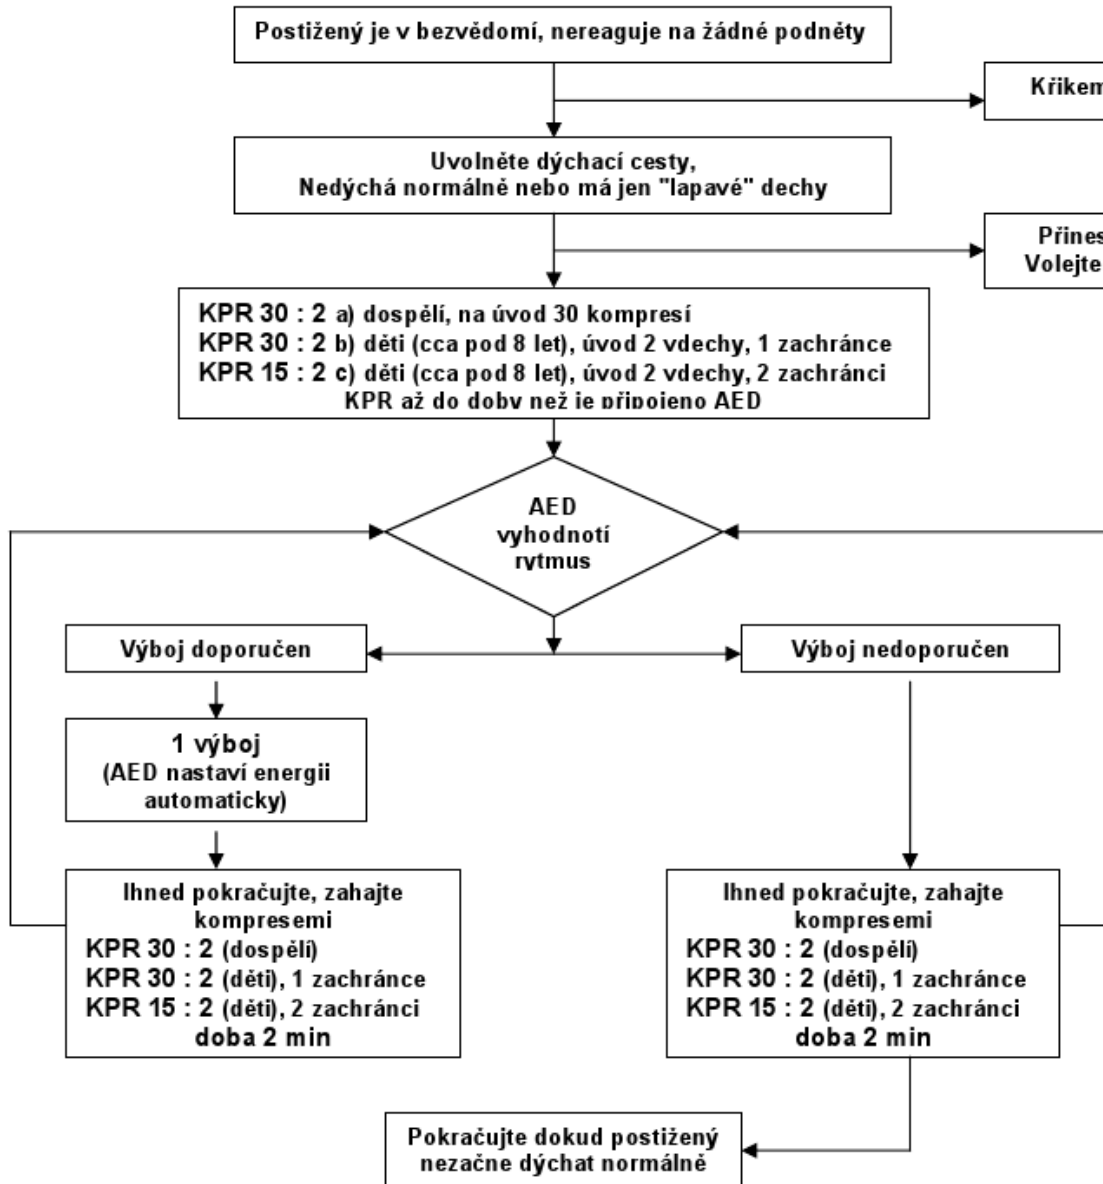 Postižený je v bezvědomí, nereaguje na žádné podněty
Křikem
Uvolněte dýchací cesty,
Nedýchá normálně nebo má jen "lapavé" dechy
Přines
Volejte
KPR 30 : 2 a) dospělí, na úvod 30 kompresí
KPR 30 : 2 b) děti (cca pod 8 let), úvod 2 vdechy, 1 zachránce
KPR 15 : 2 c) děti (cca pod 8 let), úvod 2 vdechy, 2 zachránci
KPR až do doby než je připojeno AED
AED
vyhodnotí
rytmus
Výboj doporučen
Výboj nedoporučen
1 výboj
(AED nastaví energii
automaticky)
Ihned pokračujte, zahajte
kompresemi
KPR 30 : 2 (dospělí)
KPR 30 : 2 (děti), 1 zachránce
KPR 15 : 2 (děti), 2 zachránci
doba 2 min
Ihned pokračujte, zahajte
kompresemi
KPR 30 : 2 (dospělí)
KPR 30 : 2 (děti), 1 zachránce
KPR 15 : 2 (děti), 2 zachránci
doba 2 min
Pokračujte dokud postižený
nezačne dýchat normálně